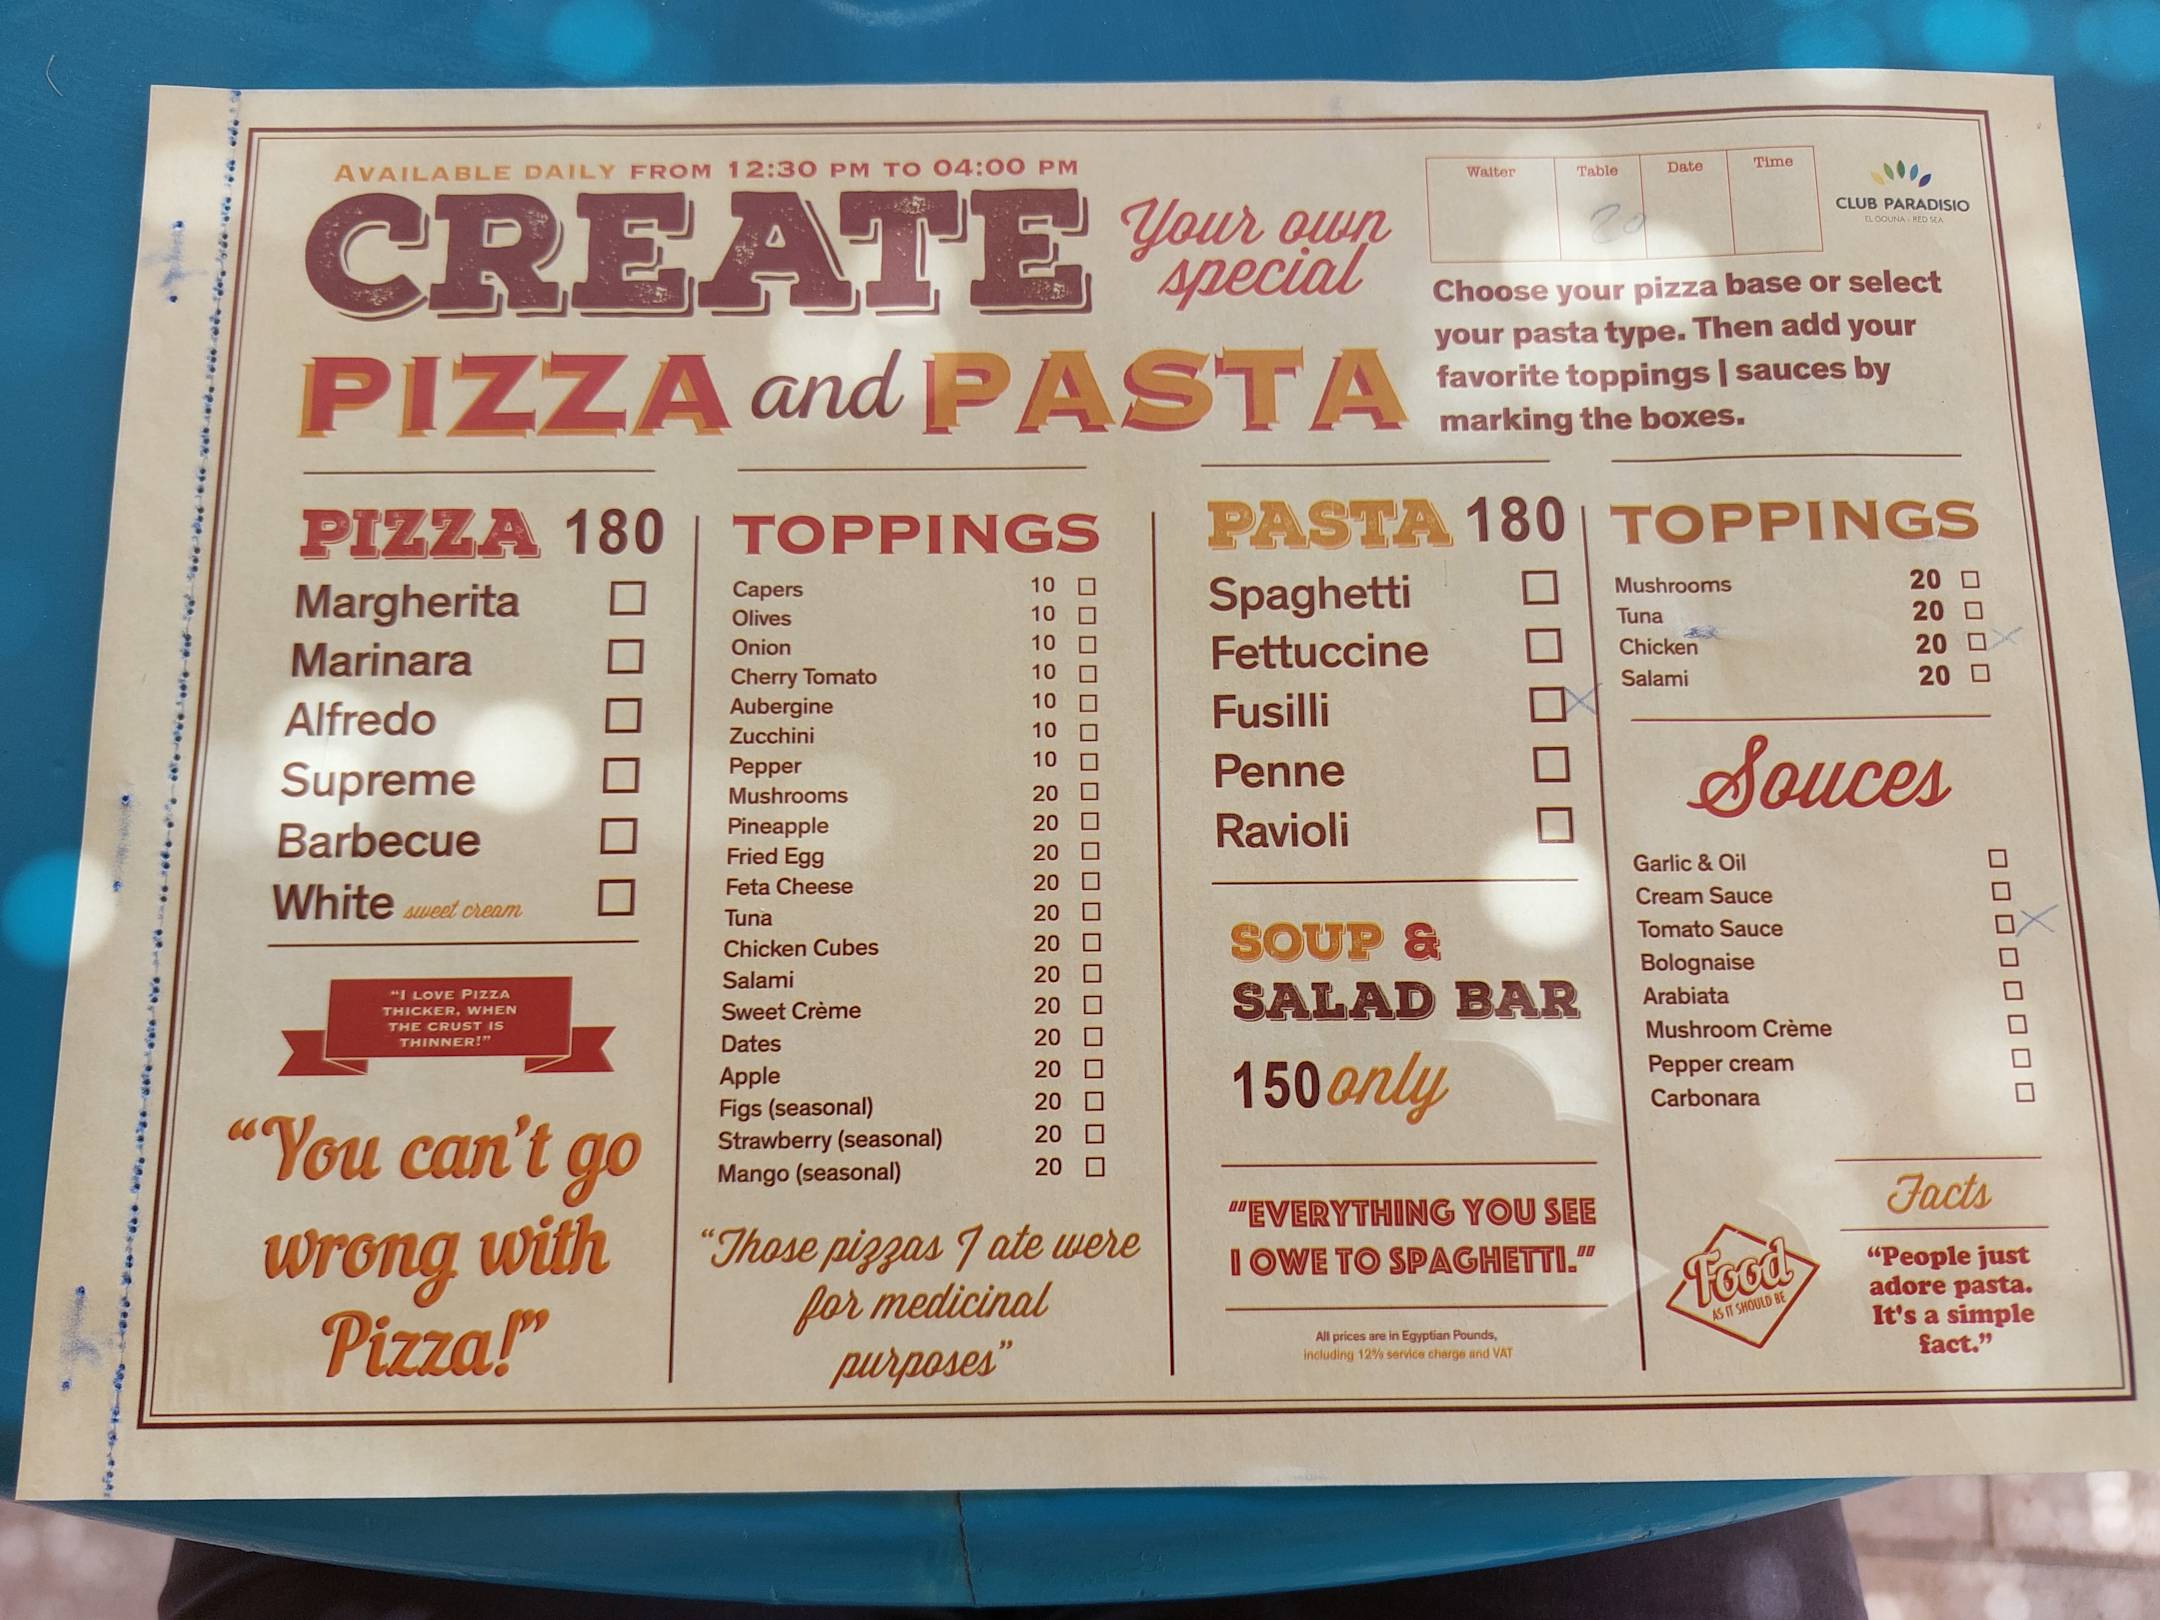 AVAILABLE DAILY FROM 12:30 PM TO 04:00 PM
CREATE
Your own
special
PIZZA and PASTA
Waiter Table Date Time
20
CLUB PARADISIO
EL GOUNA - RED SEA
Choose your pizza base or select
your pasta type. Then add your
favorite toppings | sauces by
marking the boxes.
PIZZA 180
Margherita
Marinara
Alfredo
Supreme
Barbecue
White sweet cream
"I LOVE PIZZA
THICKER, WHEN
THE CRUST IS
THINNER!"
"You can't go
wrong with
Pizza!"
TOPPINGS
Capers 10
Olives 10
Onion 10
Cherry Tomato 10
Aubergine 10
Zucchini 10
Pepper 10
Mushrooms 20
Pineapple 20
Fried Egg 20
Feta Cheese 20
Tuna 20
Chicken Cubes 20
Salami 20
Sweet Crème 20
Dates 20
Apple 20
Figs (seasonal) 20
Strawberry (seasonal) 20
Mango (seasonal) 20
"Those pizzas I ate were
for medicinal
purposes"
PASTA 180
Spaghetti
Fettuccine
Fusilli X
Penne
Ravioli
SOUP &
SALAD BAR
150 only
"EVERYTHING YOU SEE
I OWE TO SPAGHETTI."
All prices are in Egyptian Pounds,
including 12% service charge and VAT
TOPPINGS
Mushrooms 20
Tuna 20
Chicken 20 X
Salami 20
Souces
Garlic & Oil
Cream Sauce
Tomato Sauce X
Bolognaise
Arabiata
Mushroom Crème
Pepper cream
Carbonara
Food
AS IT SHOULD BE
Facts
"People just
adore pasta.
It's a simple
fact."